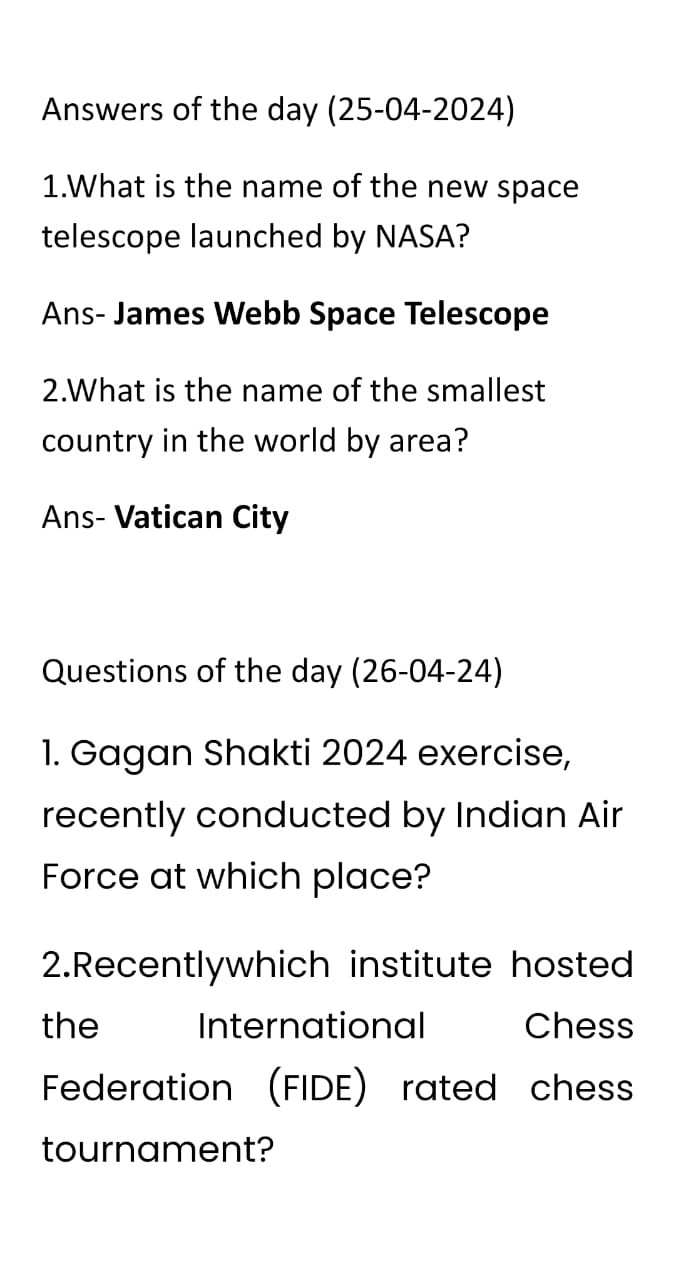 Answers of the day (25-04-2024)
1.What is the name of the new space
telescope launched by NASA?
Ans- James Webb Space Telescope
2.What is the name of the smallest
country in the world by area?
Ans- Vatican City
Questions of the day (26-04-24)
1. Gagan Shakti 2024 exercise,
recently conducted by Indian Air
Force at which place?
2.Recentlywhich institute hosted
the International Chess
Federation (FIDE) rated chess
tournament?